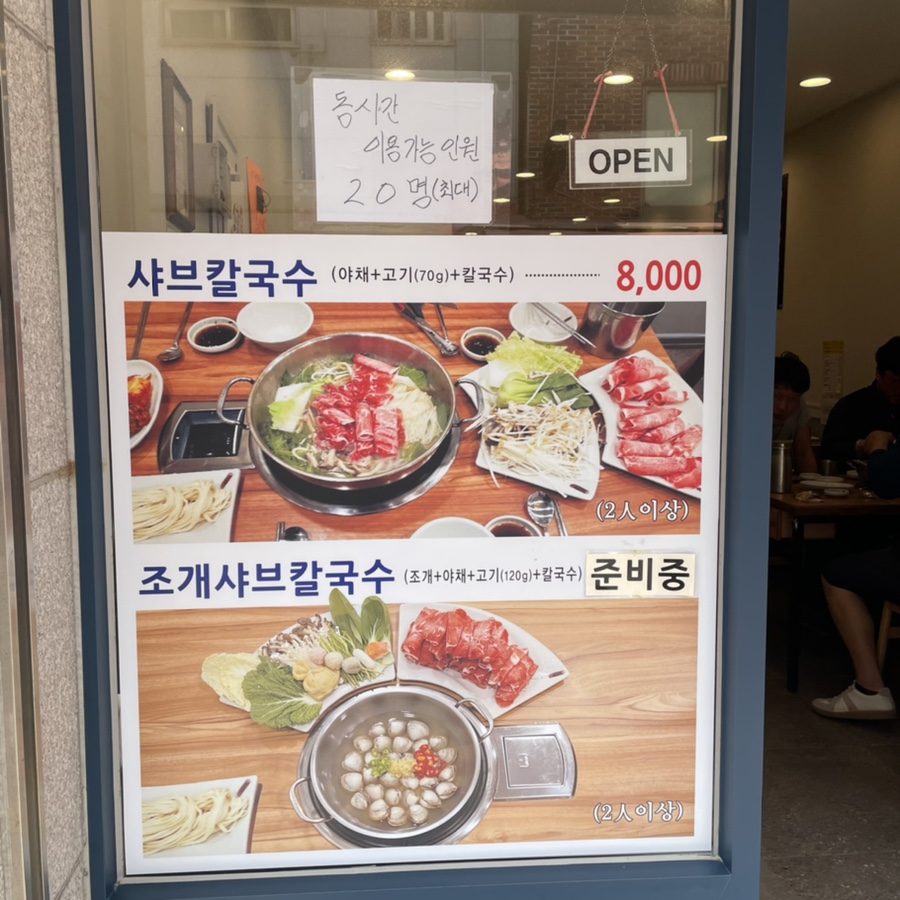 동시간
이용가능인원
20명(최대)
OPEN
샤브칼국수 (야채+고기(70g)+칼국수) ···················· 8,000
(2人이상)
조개샤브칼국수 (조개+야채+고기(120g)+칼국수) 준비중
(2人이상)